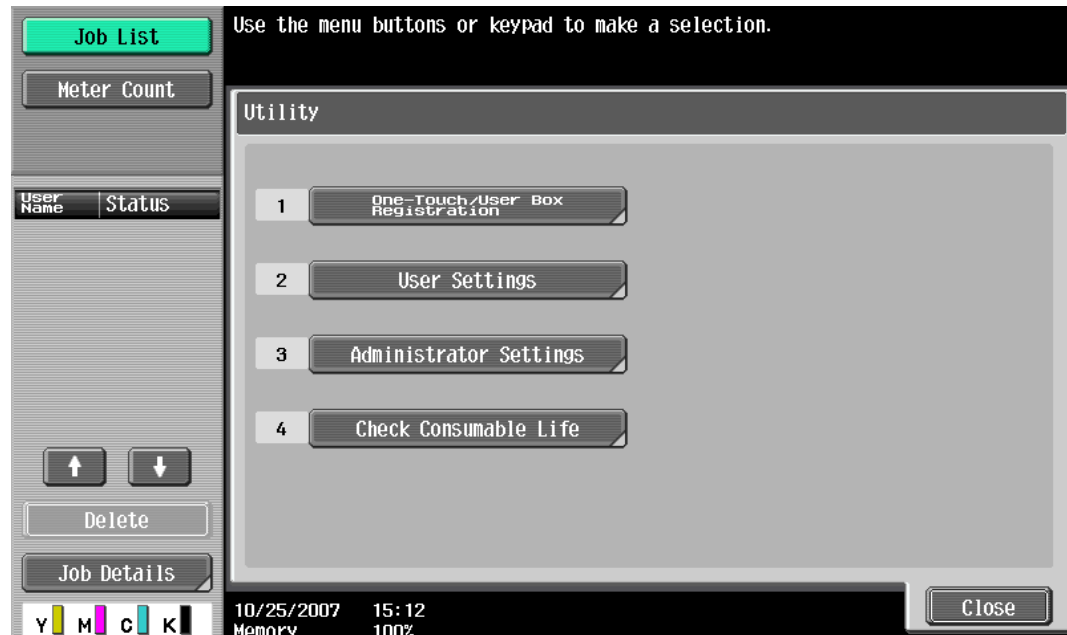 Job List
Meter Count
User Name
Status
Delete
Job Details
Y M C K
Use the menu buttons or keypad to make a selection.
Utility
1 One-Touch/User Box
Registration
2 User Settings
3 Administrator Settings
4 Check Consumable Life
10/25/2007 15:12
Memory 100%
Close